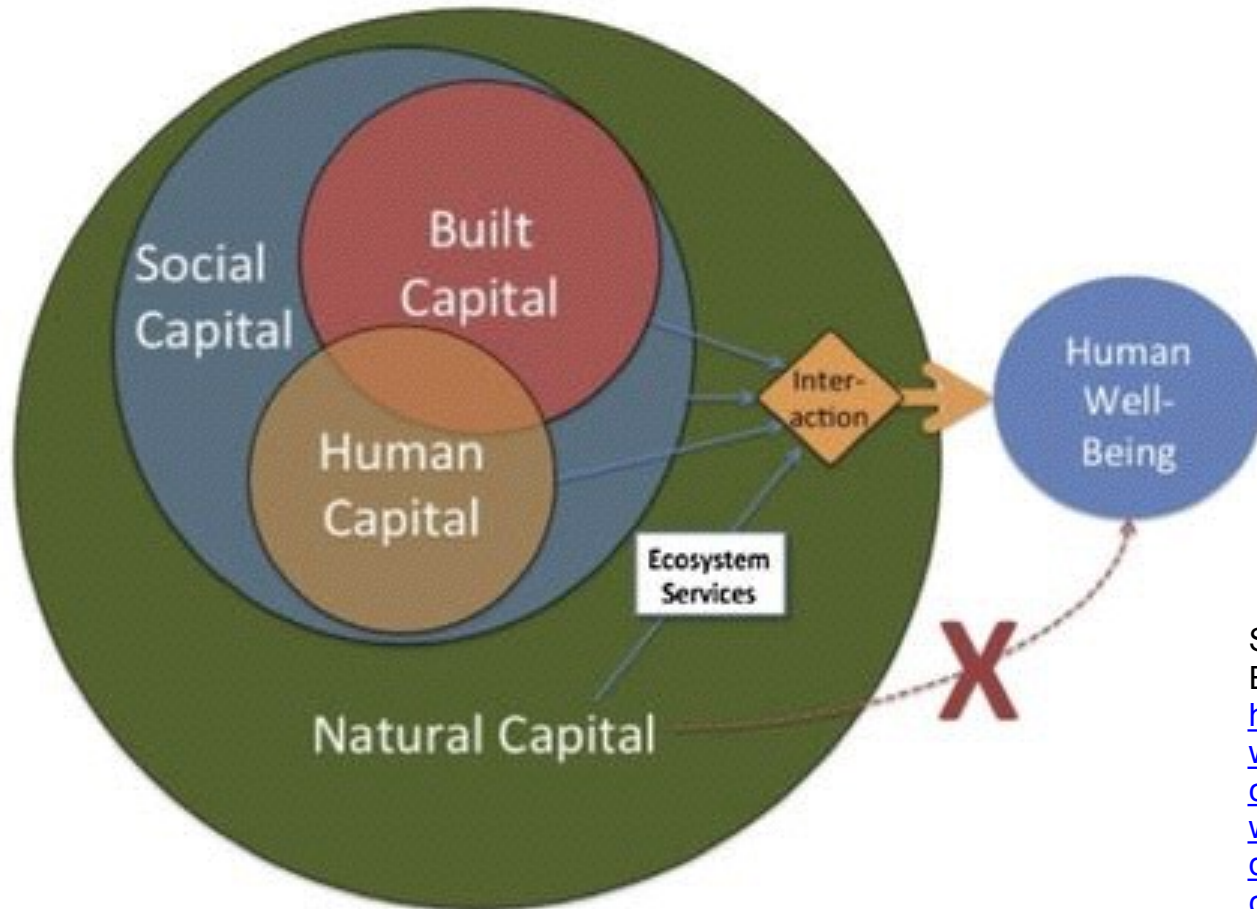 Social
Capital
Built
Capital
Human
Capital
Inter-
action
Human
Well-
Being
Ecosystem
Services
Natural Capital
X